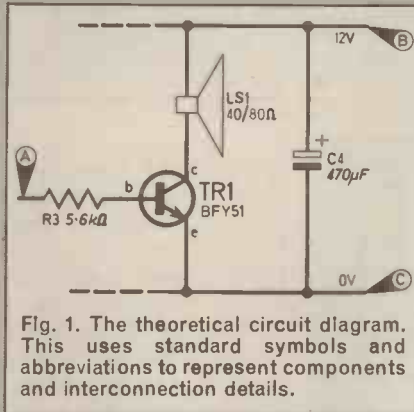 12V
B
LS1
40/80Ω
A
+
C4
470µF
c
b
TR1
BFY51
R3 5·6kΩ
e
0V
C
Fig. 1. The theoretical circuit diagram.
This uses standard symbols and
abbreviations to represent components
and interconnection details.